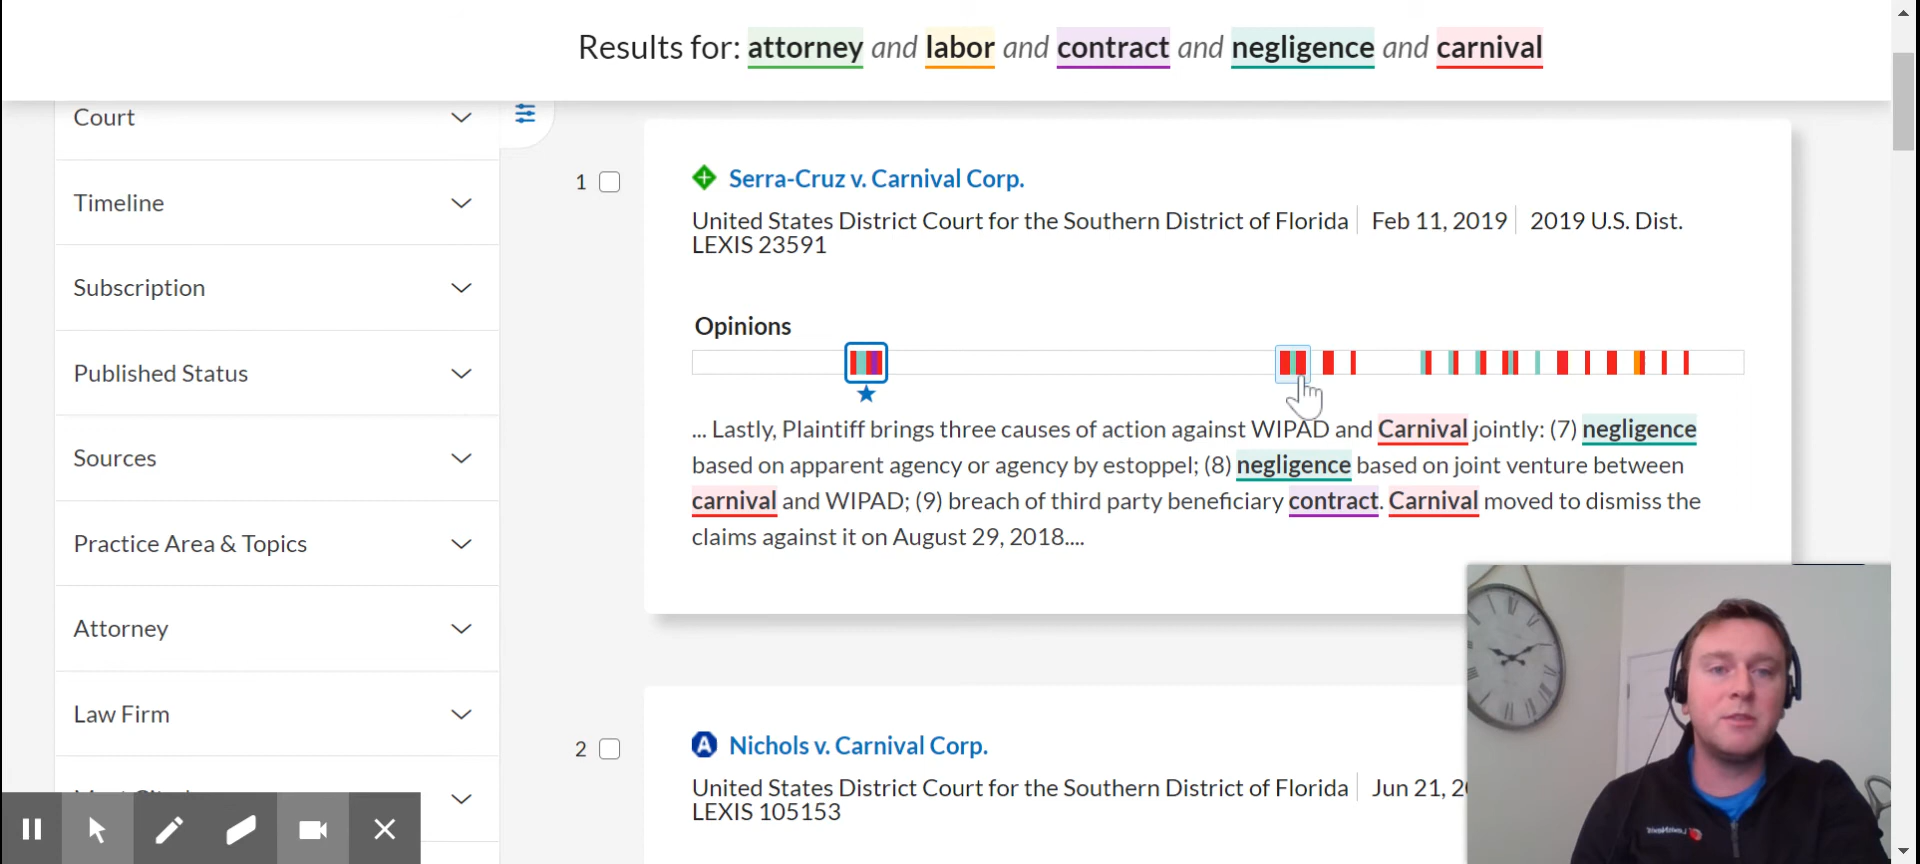 Results for: attorney and labor and contract and negligence and carnival
Court
Timeline
Subscription
Published Status
Sources
Practice Area & Topics
Attorney
Law Firm
1
Serra-Cruz v. Carnival Corp.
United States District Court for the Southern District of Florida Feb 11, 2019 2019 U.S. Dist.
LEXIS 23591
Opinions
... Lastly, Plaintiff brings three causes of action against WIPAD and Carnival jointly: (7) negligence
based on apparent agency or agency by estoppel; (8) negligence based on joint venture between
carnival and WIPAD; (9) breach of third party beneficiary contract. Carnival moved to dismiss the
claims against it on August 29, 2018....
2
A
Nichols v. Carnival Corp.
United States District Court for the Southern District of Florida Jun 21,
LEXIS 105153